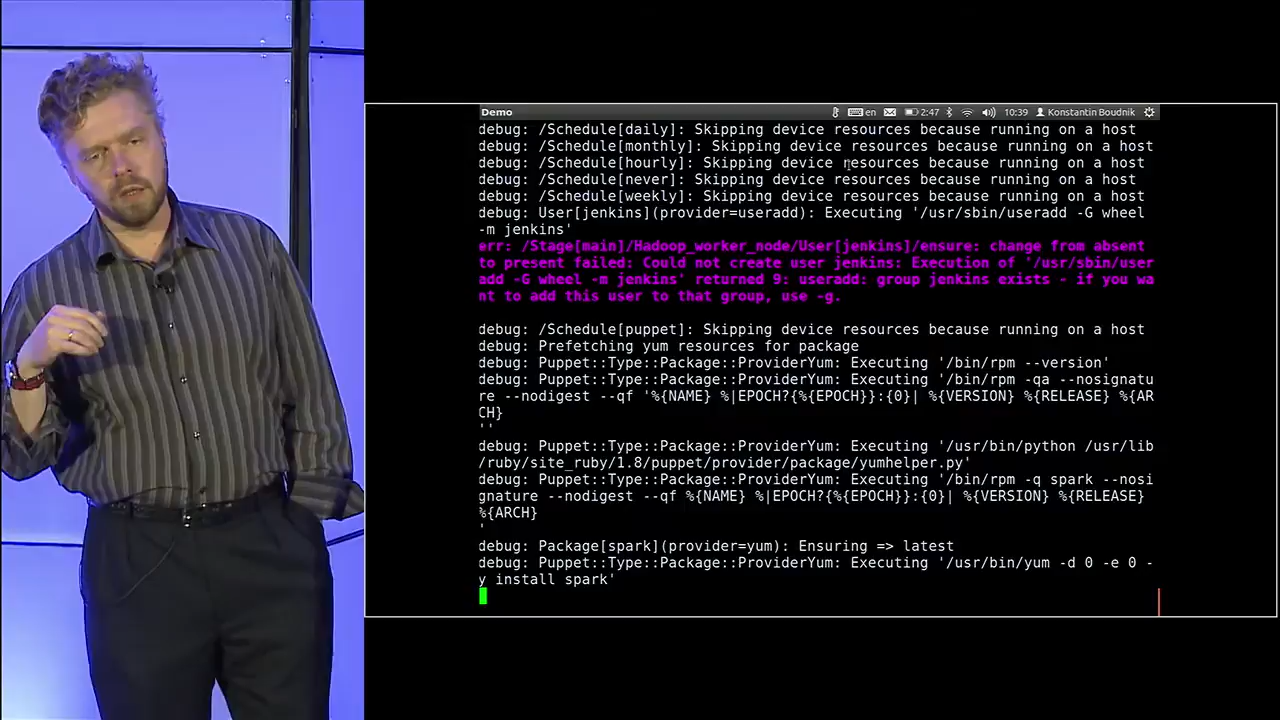 Demo en 2:47 10:39 Konstantin Boudnik
debug: /Schedule[daily]: Skipping device resources because running on a host
debug: /Schedule[monthly]: Skipping device resources because running on a host
debug: /Schedule[hourly]: Skipping device resources because running on a host
debug: /Schedule[never]: Skipping device resources because running on a host
debug: /Schedule[weekly]: Skipping device resources because running on a host
debug: User[jenkins](provider=useradd): Executing '/usr/sbin/useradd -G wheel
-m jenkins'
err: /Stage[main]/Hadoop_worker_node/User[jenkins]/ensure: change from absent
to present failed: Could not create user jenkins: Execution of '/usr/sbin/user
add -G wheel -m jenkins' returned 9: useradd: group jenkins exists - if you wa
nt to add this user to that group, use -g.
debug: /Schedule[puppet]: Skipping device resources because running on a host
debug: Prefetching yum resources for package
debug: Puppet::Type::Package::ProviderYum: Executing '/bin/rpm --version'
debug: Puppet::Type::Package::ProviderYum: Executing '/bin/rpm -qa --nosignatu
re --nodigest --qf '%{NAME} %|EPOCH?{%{EPOCH}}:{0}| %{VERSION} %{RELEASE} %{AR
CH}
''
debug: Puppet::Type::Package::ProviderYum: Executing '/usr/bin/python /usr/lib
/ruby/site_ruby/1.8/puppet/provider/package/yumhelper.py'
debug: Puppet::Type::Package::ProviderYum: Executing '/bin/rpm -q spark --nosi
gnature --nodigest --qf %{NAME} %|EPOCH?{%{EPOCH}}:{0}| %{VERSION} %{RELEASE}
%{ARCH}
'
debug: Package[spark](provider=yum): Ensuring => latest
debug: Puppet::Type::Package::ProviderYum: Executing '/usr/bin/yum -d 0 -e 0 -
y install spark'